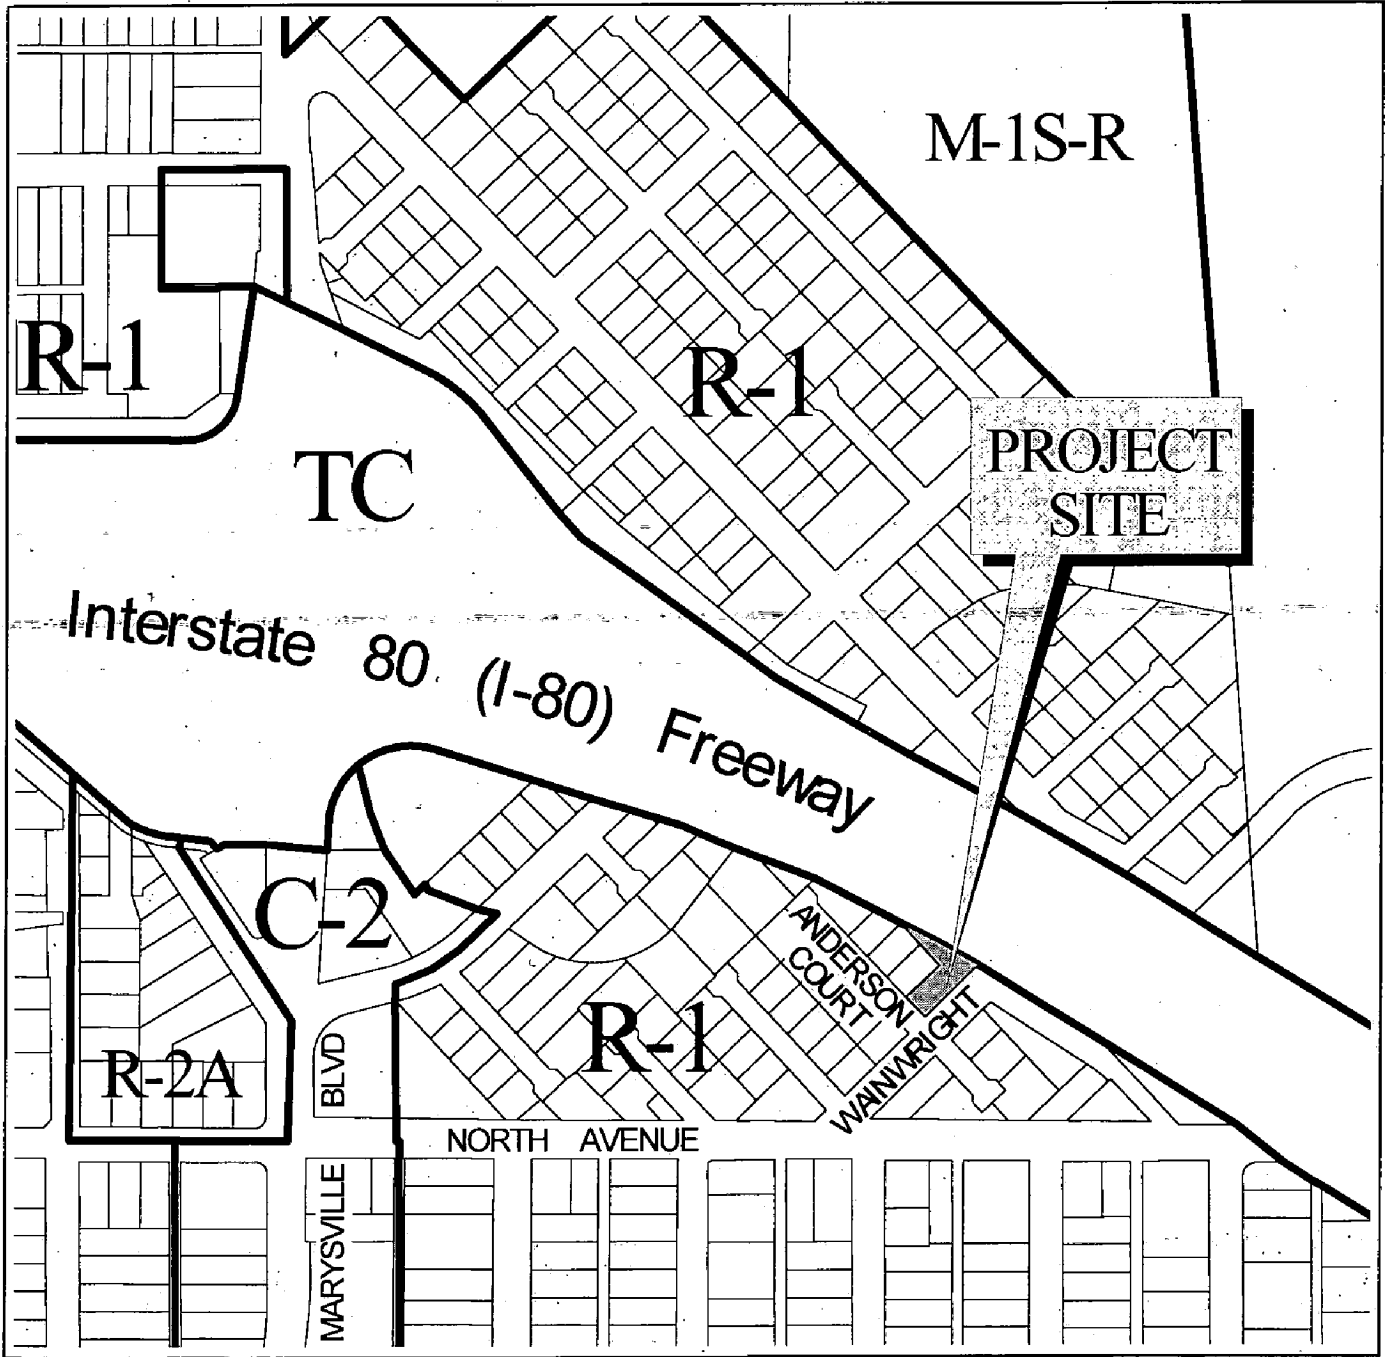 M-1S-R
R-1
R-1
PROJECT
SITE
TC
Interstate 80 (I-80) Freeway
C-2
ANDERSON
COURT
WAINWRIGHT
R-1
R-2A
BLVD
NORTH AVENUE
MARYSVILLE